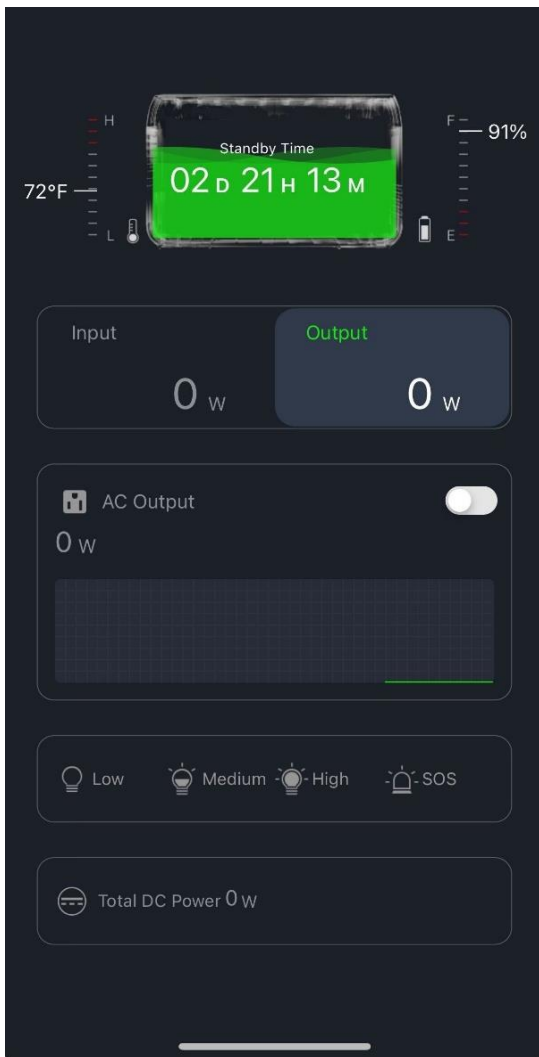 H
F
91%
Standby Time
02 D 21 H 13 M
72°F
L
E
Input
Output
0 W
0 W
AC Output
0 W
Low
Medium
High
SOS
Total DC Power 0 W